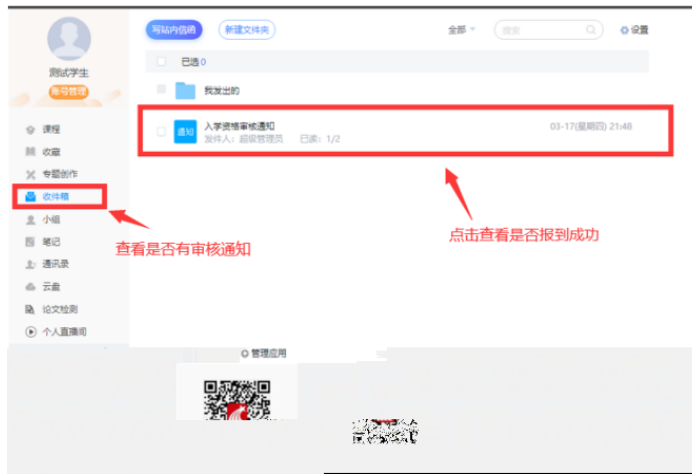 测试学生
账号管理
课程
收藏
专题创作
收件箱
小组
笔记
通讯录
云盘
论文检测
个人直播间
写站内信函
新建文件夹
全部
搜索
设置
已选0
我发出的
通知
入学资格审核通知
发件人:超级管理员 已读:1/2
03-17(星期四) 21:48
查看是否有审核通知
点击查看是否报到成功
管理应用